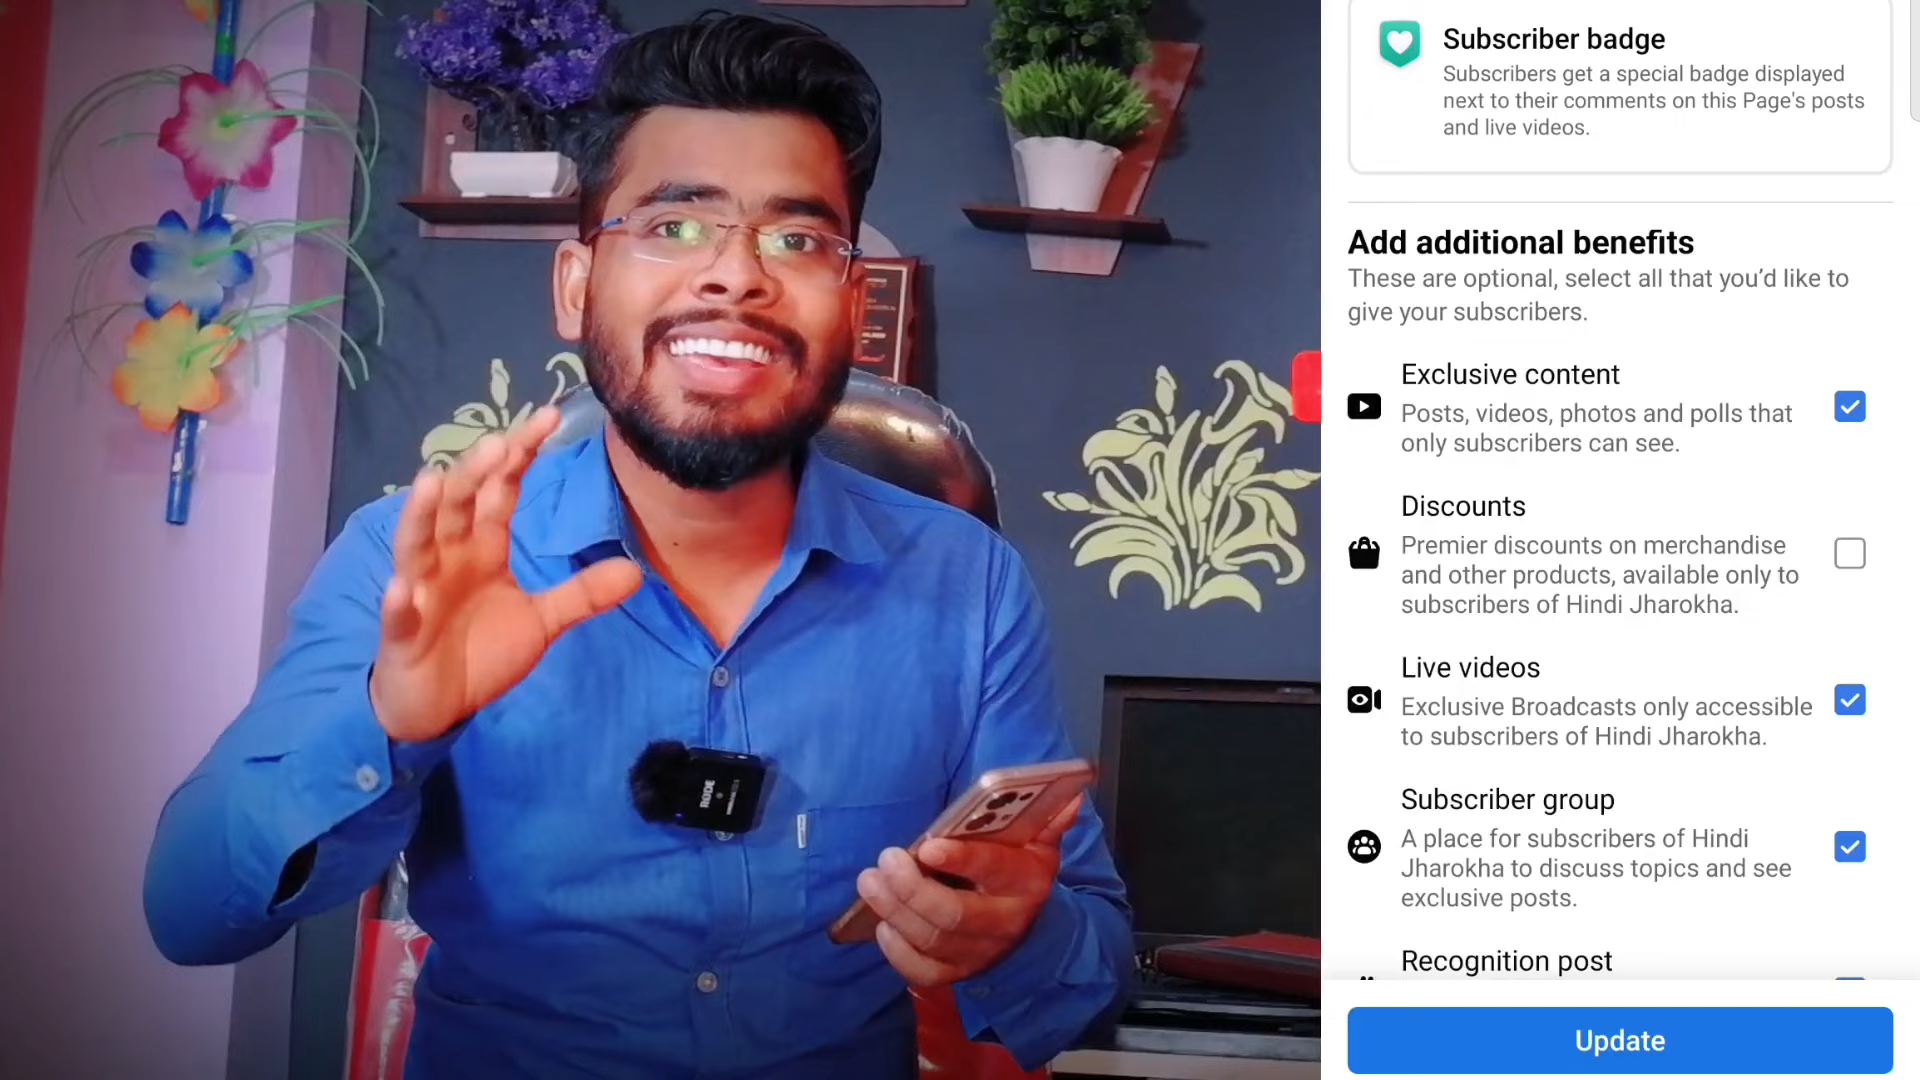 Subscriber badge
Subscribers get a special badge displayed
next to their comments on this Page's posts
and live videos.
Add additional benefits
These are optional, select all that you’d like to
give your subscribers.
Exclusive content
Posts, videos, photos and polls that
only subscribers can see.
Discounts
Premier discounts on merchandise
and other products, available only to
subscribers of Hindi Jharokha.
Live videos
Exclusive Broadcasts only accessible
to subscribers of Hindi Jharokha.
Subscriber group
A place for subscribers of Hindi
Jharokha to discuss topics and see
exclusive posts.
Recognition post
Update
RODE